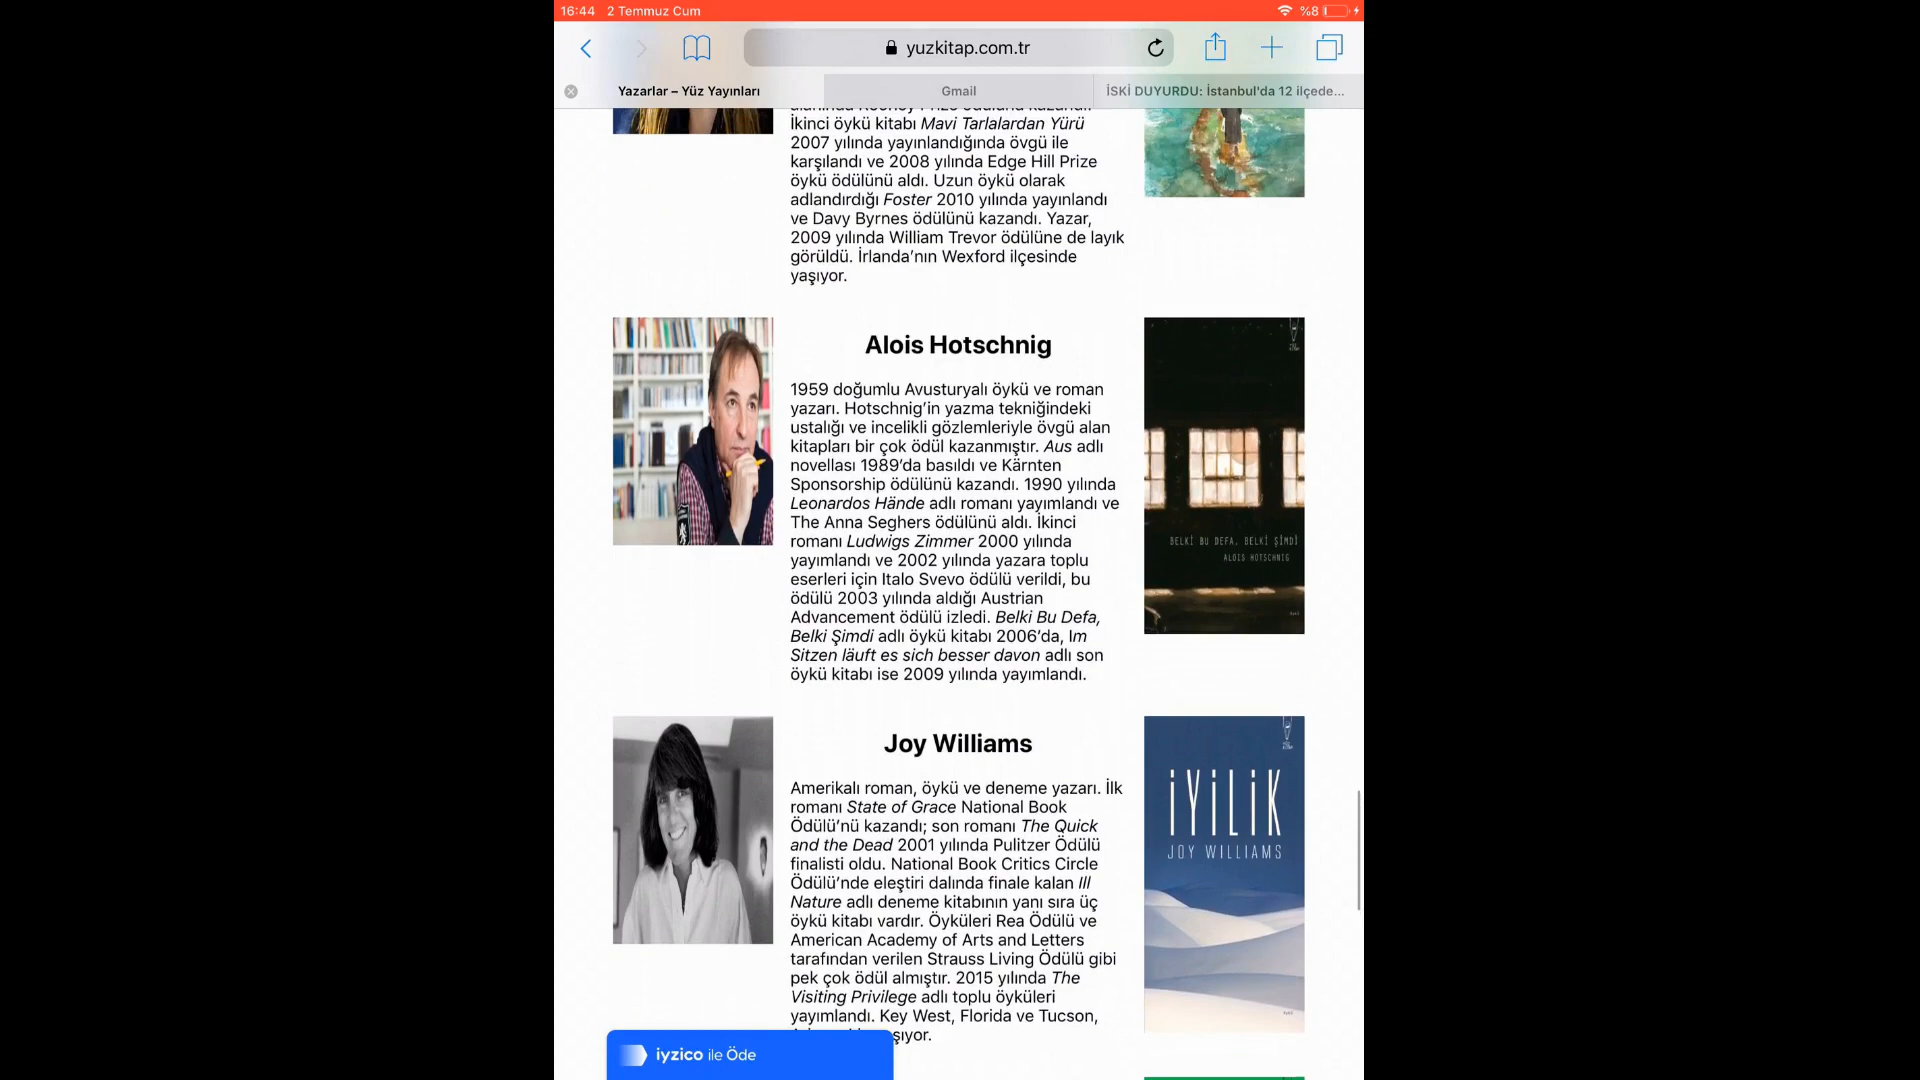 16:44 2 Temmuz Cum
%8
yuzkitap.com.tr
Yazarlar – Yüz Yayınları
Gmail
İSKİ DUYURDU: İstanbul'da 12 ilçede...
İkinci öykü kitabı Mavi Tarlalardan Yürü
2007 yılında yayınlandığında övgü ile
karşılandı ve 2008 yılında Edge Hill Prize
öykü ödülünü aldı. Uzun öykü olarak
adlandırdığı Foster 2010 yılında yayınlandı
ve Davy Byrnes ödülünü kazandı. Yazar,
2009 yılında William Trevor ödülüne de layık
görüldü. İrlanda’nın Wexford ilçesinde
yaşıyor.
Alois Hotschnig
1959 doğumlu Avusturyalı öykü ve roman
yazarı. Hotschnig’in yazma tekniğindeki
ustalığı ve incelikli gözlemleriyle övgü alan
kitapları bir çok ödül kazanmıştır. Aus adlı
novellası 1989’da basıldı ve Kärnten
Sponsorship ödülünü kazandı. 1990 yılında
Leonardos Hände adlı romanı yayımlandı ve
The Anna Seghers ödülünü aldı. İkinci
romanı Ludwigs Zimmer 2000 yılında
yayımlandı ve 2002 yılında yazara toplu
eserleri için Italo Svevo ödülü verildi, bu
ödülü 2003 yılında aldığı Austrian
Advancement ödülü izledi. Belki Bu Defa,
Belki Şimdi adlı öykü kitabı 2006’da, Im
Sitzen läuft es sich besser davon adlı son
öykü kitabı ise 2009 yılında yayımlandı.
BELKİ BU DEFA, BELKİ ŞİMDİ
ALOIS HOTSCHNIG
Joy Williams
Amerikalı roman, öykü ve deneme yazarı. İlk
romanı State of Grace National Book
Ödülü’nü kazandı; son romanı The Quick
and the Dead 2001 yılında Pulitzer Ödülü
finalisti oldu. National Book Critics Circle
Ödülü’nde eleştiri dalında finale kalan Ill
Nature adlı deneme kitabının yanı sıra üç
öykü kitabı vardır. Öyküleri Rea Ödülü ve
American Academy of Arts and Letters
tarafından verilen Strauss Living Ödülü gibi
pek çok ödül almıştır. 2015 yılında The
Visiting Privilege adlı toplu öyküleri
yayımlandı. Key West, Florida ve Tucson,
İYİLİK
JOY WILLIAMS
iyzico ile Öde